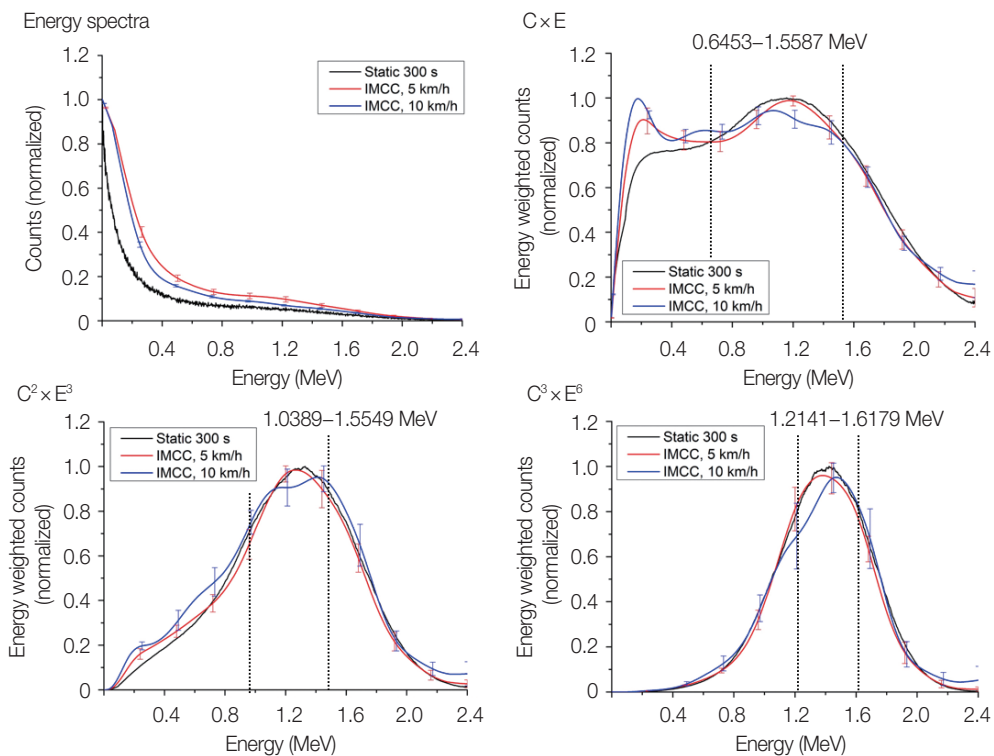 Energy spectra
1.2
1.0
0.8
0.6
0.4
0.2
0
Counts (normalized)
Static 300 s
IMCC, 5 km/h
IMCC, 10 km/h
0.4
0.8
1.2
1.6
2.0
2.4
Energy (MeV)
C × E
0.6453–1.5587 MeV
1.2
1.0
0.8
0.6
0.4
0.2
0
Energy weighted counts
(normalized)
Static 300 s
IMCC, 5 km/h
IMCC, 10 km/h
0.4
0.8
1.2
1.6
2.0
2.4
Energy (MeV)
C² × E³
1.0389–1.5549 MeV
1.2
1.0
0.8
0.6
0.4
0.2
0
Energy weighted counts
(normalized)
Static 300 s
IMCC, 5 km/h
IMCC, 10 km/h
0.4
0.8
1.2
1.6
2.0
2.4
Energy (MeV)
C³ × E⁶
1.2141–1.6179 MeV
1.2
1.0
0.8
0.6
0.4
0.2
0
Energy weighted counts
(normalized)
Static 300 s
IMCC, 5 km/h
IMCC, 10 km/h
0.4
0.8
1.2
1.6
2.0
2.4
Energy (MeV)